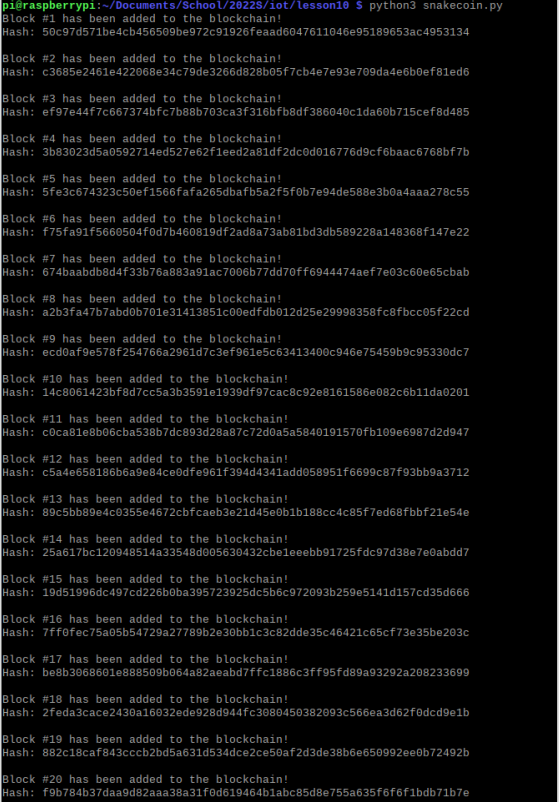 pi@raspberrypi:~/Documents/School/2022S/iot/lesson10 $ python3 snakecoin.py
Block #1 has been added to the blockchain!
Hash: 50c97d571be4cb456509be972c91926feaad6047611046e95189653ac4953134
Block #2 has been added to the blockchain!
Hash: c3685e2461e422068e34c79de3266d828b05f7cb4e7e93e709da4e6b0ef81ed6
Block #3 has been added to the blockchain!
Hash: ef97e44f7c667374bfc7b88b703ca3f316bfb8df386040c1da60b715cef8d485
Block #4 has been added to the blockchain!
Hash: 3b83023d5a0592714ed527e62f1eed2a81df2dc0d016776d9cf6baac6768bf7b
Block #5 has been added to the blockchain!
Hash: 5fe3c674323c50ef1566fafa265dbafb5a2f5f0b7e94de588e3b0a4aaa278c55
Block #6 has been added to the blockchain!
Hash: f75fa91f5660504f0d7b460819df2ad8a73ab81bd3db589228a148368f147e22
Block #7 has been added to the blockchain!
Hash: 674baabdb8d4f33b76a883a91ac7006b77dd70ff6944474aef7e03c60e65cbab
Block #8 has been added to the blockchain!
Hash: a2b3fa47b7abd0b701e31413851c00edfdb012d25e29998358fc8fbcc05f22cd
Block #9 has been added to the blockchain!
Hash: ecd0af9e578f254766a2961d7c3ef961e5c63413400c946e75459b9c95330dc7
Block #10 has been added to the blockchain!
Hash: 14c8061423bf8d7cc5a3b3591e1939df97cac8c92e8161586e082c6b11da0201
Block #11 has been added to the blockchain!
Hash: c0ca81e8b06cba538b7dc893d28a87c72d0a5a5840191570fb109e6987d2d947
Block #12 has been added to the blockchain!
Hash: c5a4e658186b6a9e84ce0dfe961f394d4341add058951f6699c87f93bb9a3712
Block #13 has been added to the blockchain!
Hash: 89c5bb89e4c0355e4672cbfcaeb3e21d45e0b1b188cc4c85f7ed68fbbf21e54e
Block #14 has been added to the blockchain!
Hash: 25a617bc120948514a33548d005630432cbe1eeebb91725fdc97d38e7e0abdd7
Block #15 has been added to the blockchain!
Hash: 19d51996dc497cd226b0ba395723925dc5b6c972093b259e5141d157cd35d666
Block #16 has been added to the blockchain!
Hash: 7ff0fec75a05b54729a27789b2e30bb1c3c82dde35c46421c65cf73e35be203c
Block #17 has been added to the blockchain!
Hash: be8b3068601e888509b064a82aeabd7ffc1886c3ff95fd89a93292a208233699
Block #18 has been added to the blockchain!
Hash: 2feda3cace2430a16032ede928d944fc3080450382093c566ea3d62f0dcd9e1b
Block #19 has been added to the blockchain!
Hash: 882c18caf843cccb2bd5a631d534dce2ce50af2d3de38b6e650992ee0b72492b
Block #20 has been added to the blockchain!
Hash: f9b784b37daa9d82aaa38a31f0d619464b1abc85d8e755a635f6f6f1bdb71b7e